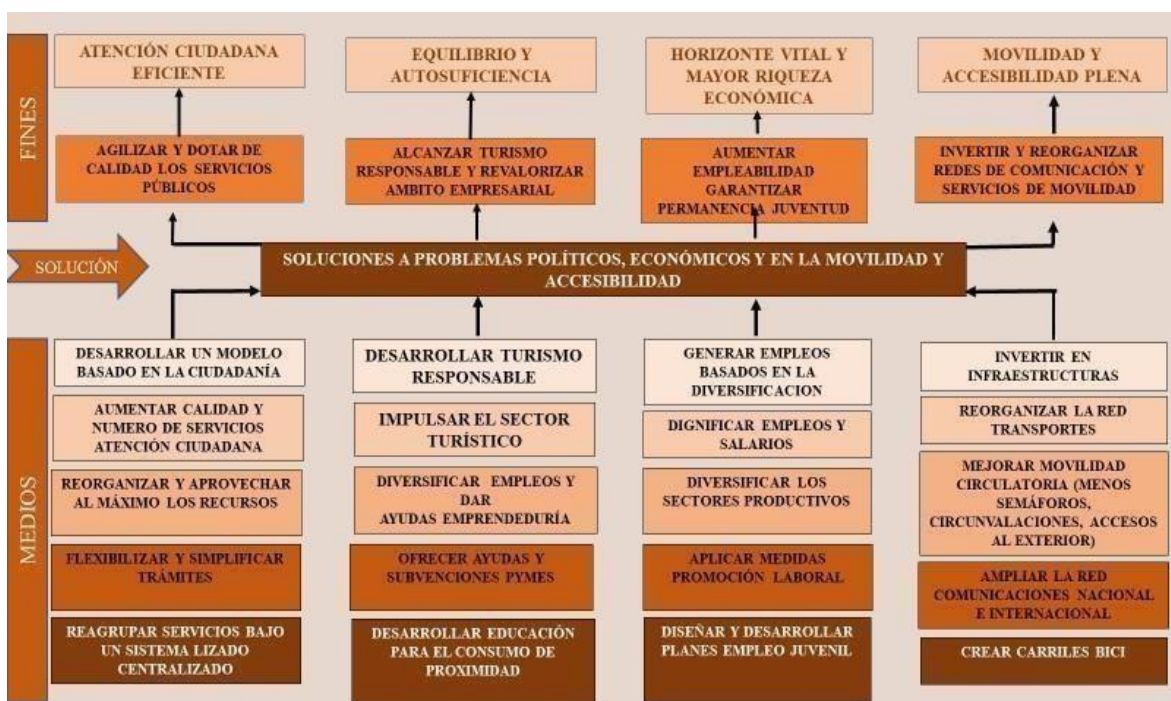 FINES
ATENCIÓN CIUDADANA
EFICIENTE
EQUILIBRIO Y
AUTOSUFICIENCIA
HORIZONTE VITAL Y
MAYOR RIQUEZA
ECONÓMICA
MOVILIDAD Y
ACCESIBILIDAD PLENA
AGILIZAR Y DOTAR DE
CALIDAD LOS SERVICIOS
PÚBLICOS
ALCANZAR TURISMO
RESPONSABLE Y REVALORIZAR
AMBITO EMPRESARIAL
AUMENTAR
EMPLEABILIDAD
GARANTIZAR
PERMANENCIA JUVENTUD
INVERTIR Y REORGANIZAR
REDES DE COMUNICACIÓN Y
SERVICIOS DE MOVILIDAD
SOLUCIÓN
SOLUCIONES A PROBLEMAS POLÍTICOS, ECONÓMICOS Y EN LA MOVILIDAD Y
ACCESIBILIDAD
MEDIOS
DESARROLLAR UN MODELO
BASADO EN LA CIUDADANÍA
AUMENTAR CALIDAD Y
NUMERO DE SERVICIOS
ATENCIÓN CIUDADANA
REORGANIZAR Y APROVECHAR
AL MÁXIMO LOS RECURSOS
FLEXIBILIZAR Y SIMPLIFICAR
TRÁMITES
REAGRUPAR SERVICIOS BAJO
UN SISTEMA LIZADO
CENTRALIZADO
DESARROLLAR TURISMO
RESPONSABLE
IMPULSAR EL SECTOR
TURÍSTICO
DIVERSIFICAR EMPLEOS Y
DAR
AYUDAS EMPRENDEDURÍA
OFRECER AYUDAS Y
SUBVENCIONES PYMES
DESARROLLAR EDUCACIÓN
PARA EL CONSUMO DE
PROXIMIDAD
GENERAR EMPLEOS
BASADOS EN LA
DIVERSIFICACION
DIGNIFICAR EMPLEOS Y
SALARIOS
DIVERSIFICAR LOS
SECTORES PRODUCTIVOS
APLICAR MEDIDAS
PROMOCIÓN LABORAL
DISEÑAR Y DESARROLLAR
PLANES EMPLEO JUVENIL
INVERTIR EN
INFRAESTRUCTURAS
REORGANIZAR LA RED
TRANSPORTES
MEJORAR MOVILIDAD
CIRCULATORIA (MENOS
SEMÁFOROS,
CIRCUNVALACIONES, ACCESOS
AL EXTERIOR)
AMPLIAR LA RED
COMUNICACIONES NACIONAL
E INTERNACIONAL
CREAR CARRILES BICI